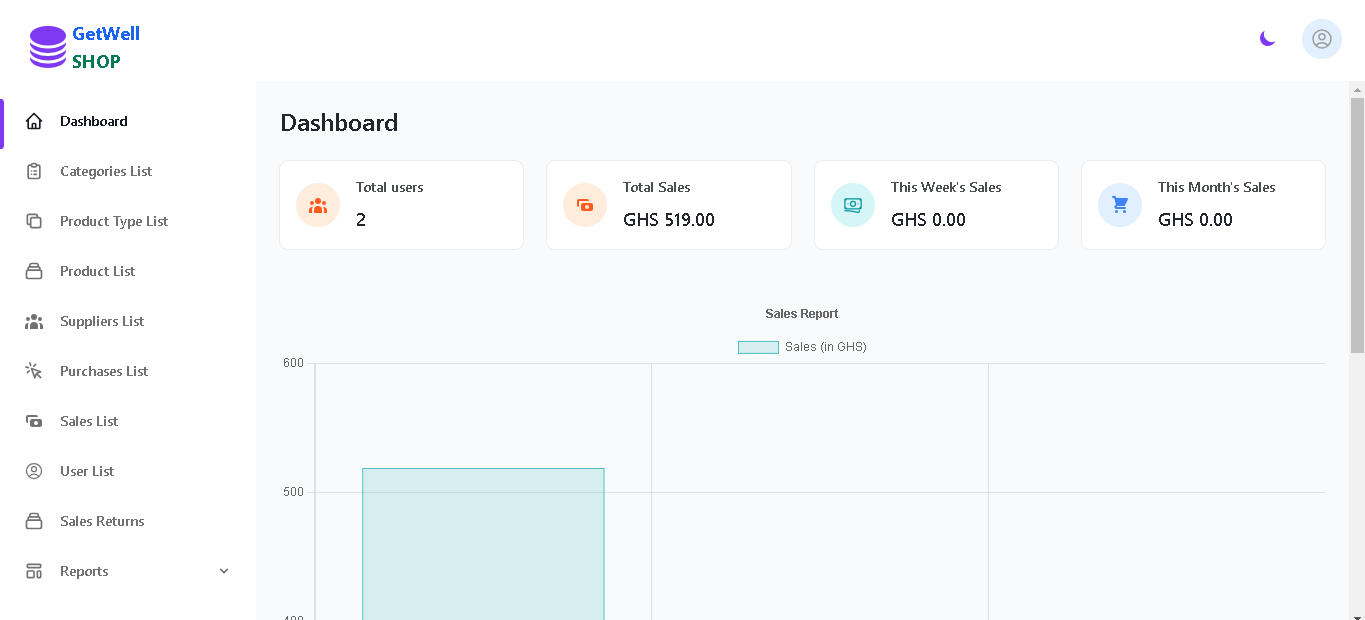 GetWell
SHOP
Dashboard
Categories List
Product Type List
Product List
Suppliers List
Purchases List
Sales List
User List
Sales Returns
Reports
Dashboard
Total users
2
Total Sales
GHS 519.00
This Week's Sales
GHS 0.00
This Month's Sales
GHS 0.00
Sales Report
Sales (in GHS)
600
500
400